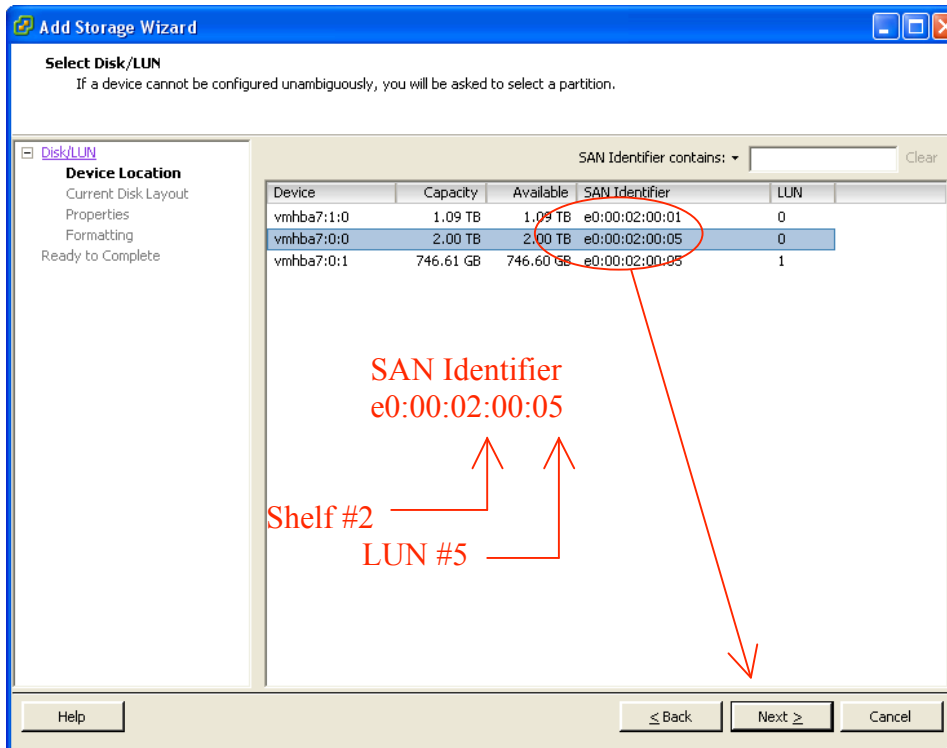 Add Storage Wizard
Select Disk/LUN
If a device cannot be configured unambiguously, you will be asked to select a partition.
Disk/LUN
Device Location
Current Disk Layout
Properties
Formatting
Ready to Complete
SAN Identifier contains: Clear
Device Capacity Available SAN Identifier LUN
vmhba7:1:0 1.09 TB 1.09 TB e0:00:02:00:01 0
vmhba7:0:0 2.00 TB 2.00 TB e0:00:02:00:05 0
vmhba7:0:1 746.61 GB 746.60 GB e0:00:02:00:05 1
SAN Identifier
e0:00:02:00:05
Shelf #2
LUN #5
Help < Back Next > Cancel